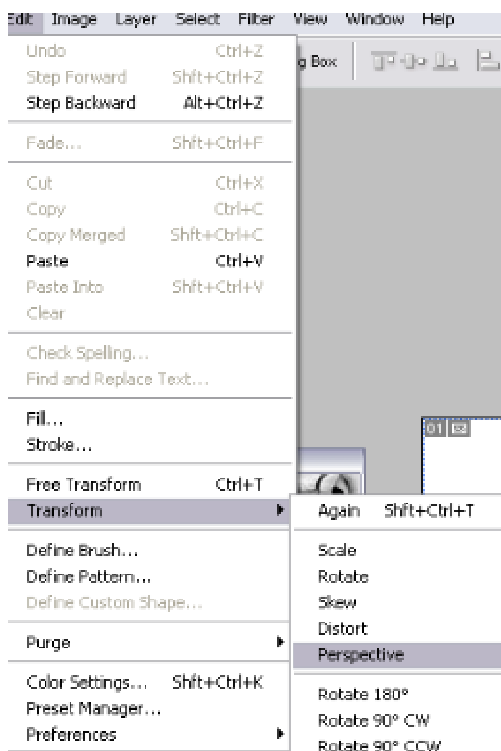 Edit Image Layer Select Filter View Window Help
g Box
Undo Ctrl+Z
Step Forward Shft+Ctrl+Z
Step Backward Alt+Ctrl+Z
Fade... Shft+Ctrl+F
Cut Ctrl+X
Copy Ctrl+C
Copy Merged Shft+Ctrl+C
Paste Ctrl+V
Paste Into Shft+Ctrl+V
Clear
Check Spelling...
Find and Replace Text...
Fill...
Stroke...
01
Free Transform Ctrl+T
Transform
Define Brush...
Define Pattern...
Define Custom Shape...
Purge
Color Settings... Shft+Ctrl+K
Preset Manager...
Preferences
Again Shft+Ctrl+T
Scale
Rotate
Skew
Distort
Perspective
Rotate 180°
Rotate 90° CW
Rotate 90° CCW